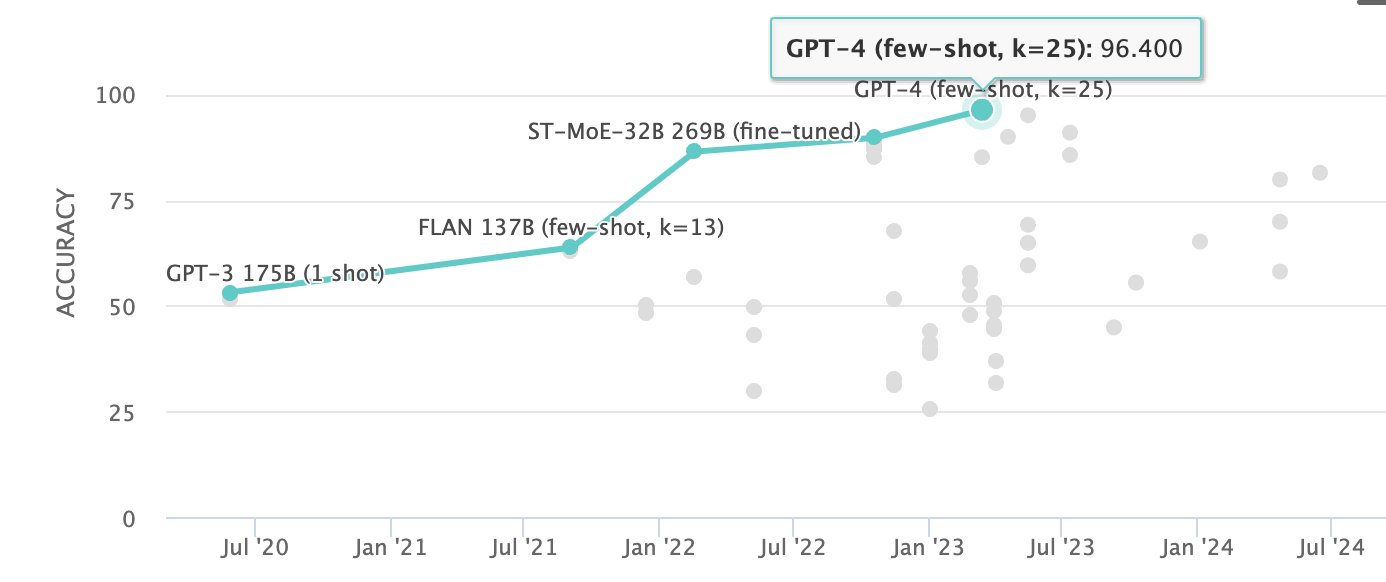 GPT-4 (few-shot, k=25): 96.400
GPT-4 (few-shot, k=25)
100
ST-MoE-32B 269B (fine-tuned)
75
FLAN 137B (few-shot, k=13)
GPT-3 175B (1 shot)
ACCURACY
50
25
0
Jul '20 Jan '21 Jul '21 Jan '22 Jul '22 Jan '23 Jul '23 Jan '24 Jul '24